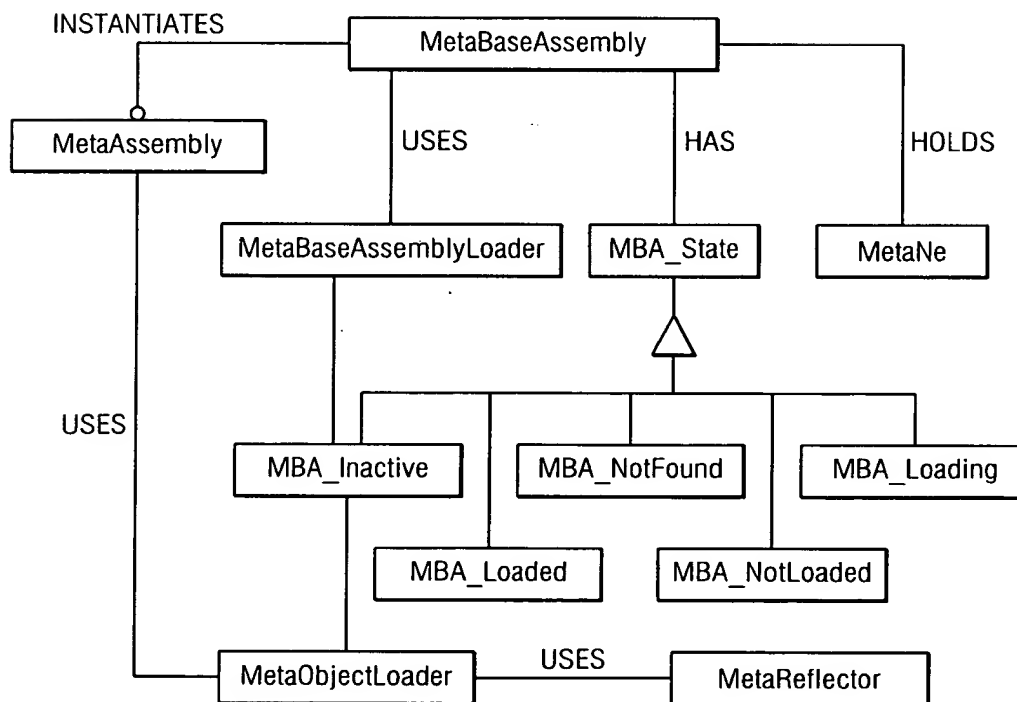 INSTANTIATES
MetaBaseAssembly
MetaAssembly
USES
HAS
HOLDS
MetaBaseAssemblyLoader
MBA_State
MetaNe
USES
MBA_Inactive
MBA_NotFound
MBA_Loading
MBA_Loaded
MBA_NotLoaded
MetaObjectLoader
USES
MetaReflector